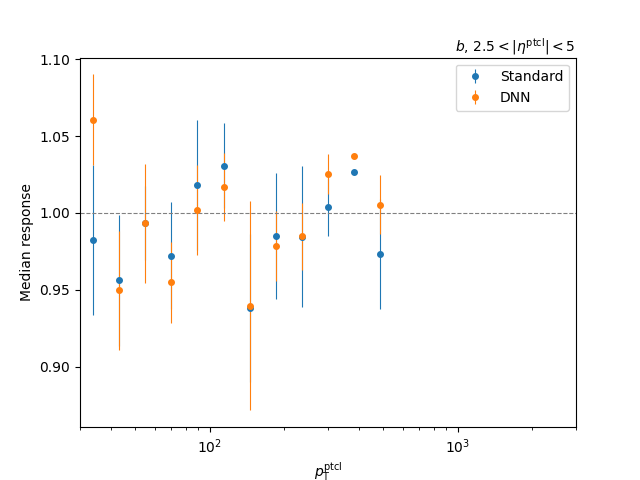 b, 2.5 < |η^ptcl| < 5
Standard
DNN
1.10
1.05
1.00
0.95
0.90
Median response
10^2
10^3
p_T^ptcl